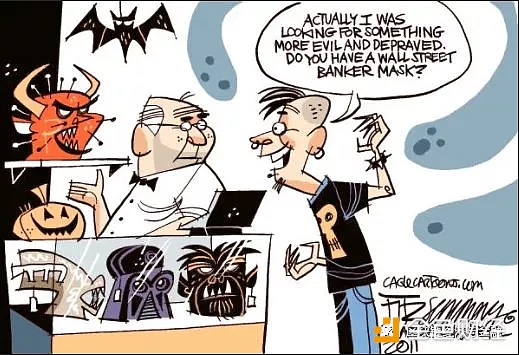 ACTUALLY I WAS
LOOKING FOR SOMETHING
MORE EVIL AND DEPRAVED.
DO YOU HAVE A WALL STREET
BANKER MASK?
CAGLECARTOONS.COM
2011